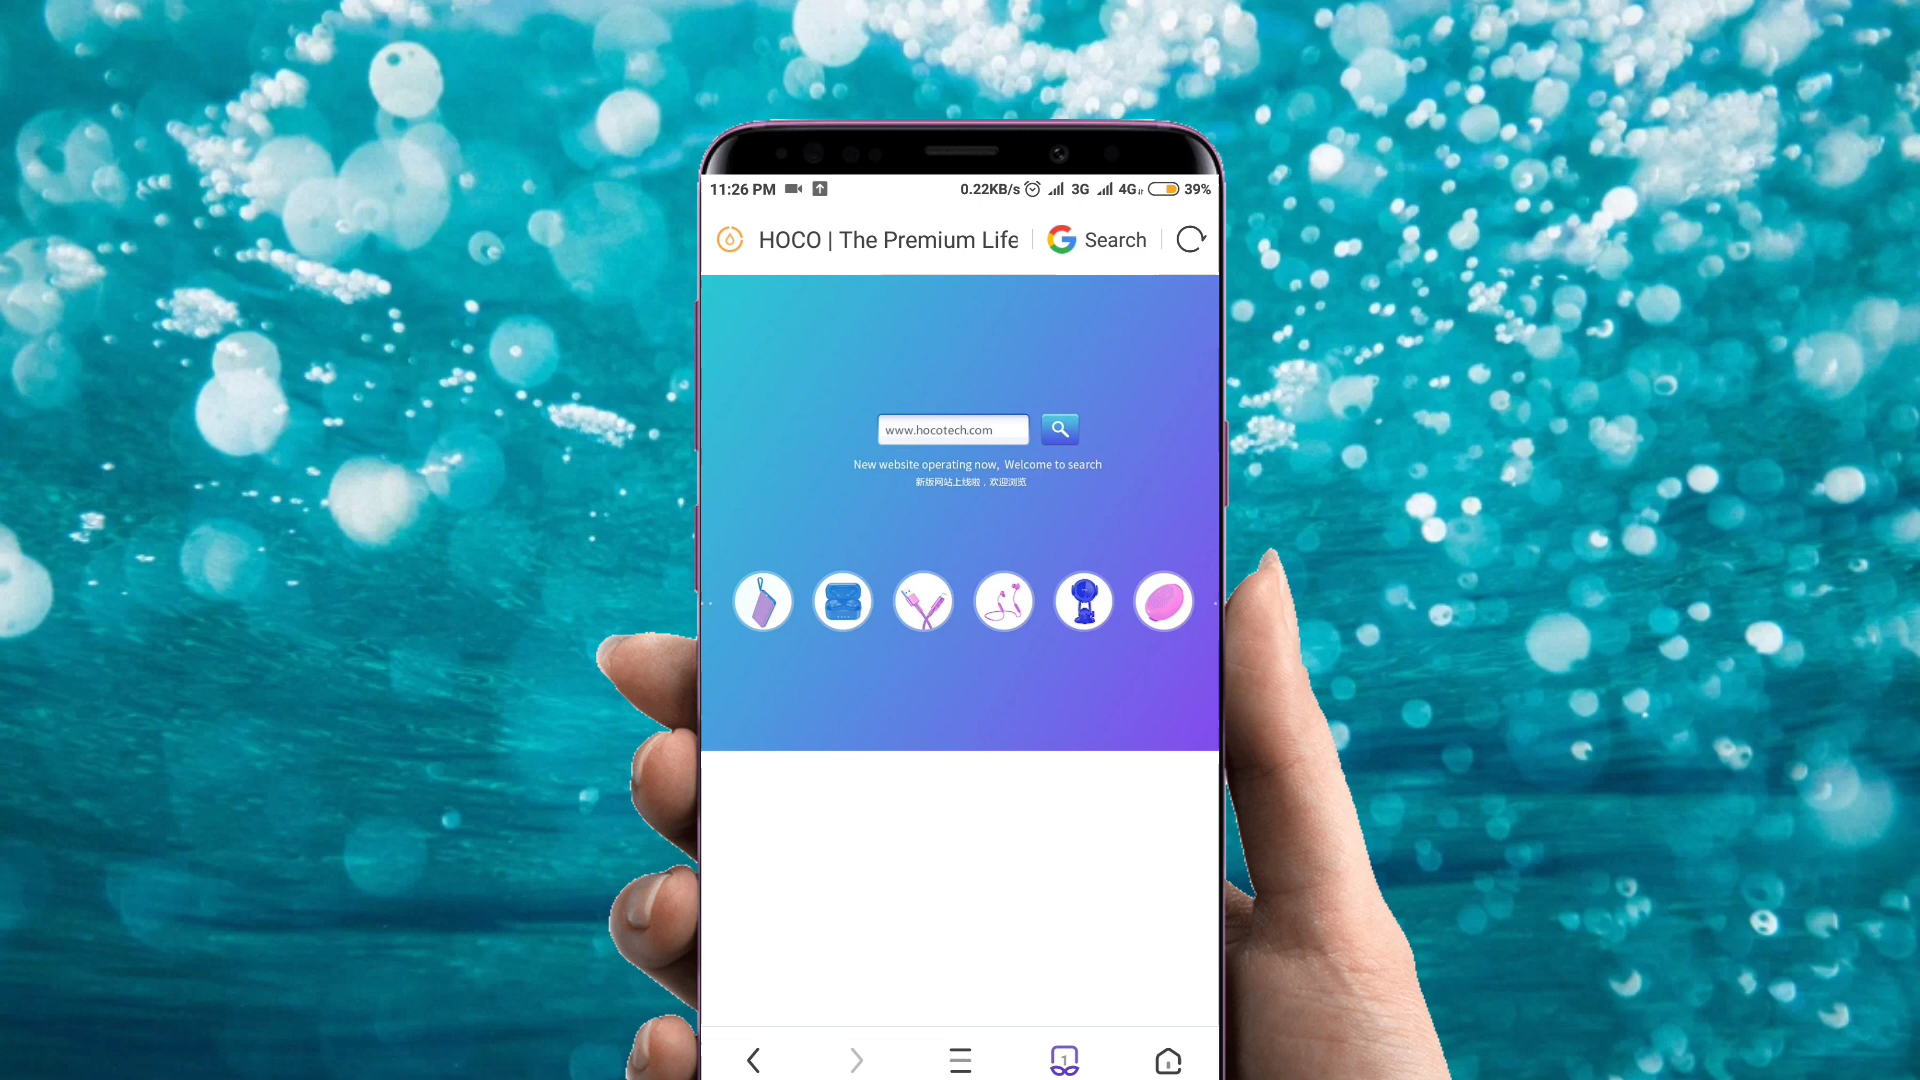 11:26 PM 0.22KB/s 3G 4G 39%
HOCO | The Premium Life Search
www.hocotech.com
New website operating now, Welcome to search
新版网站上线啦，欢迎浏览
1